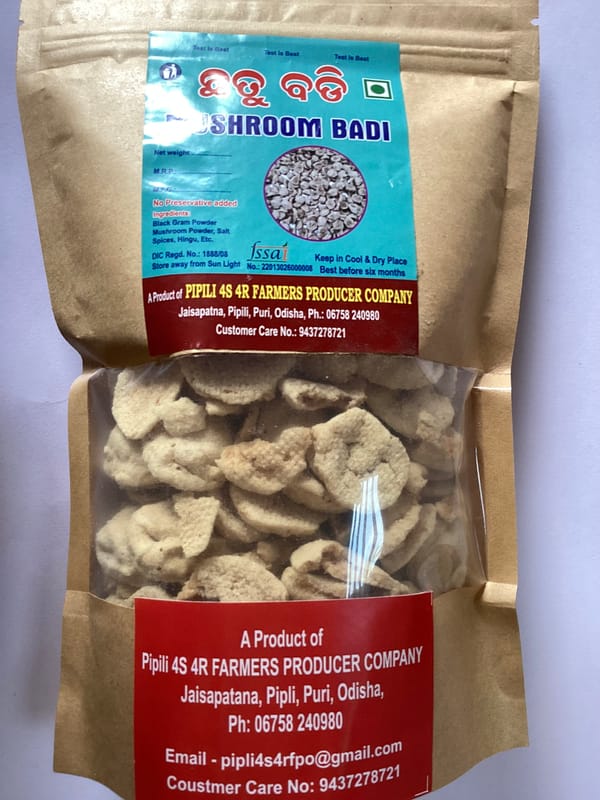 Test Is Best Test Is Best Test Is Best
ଛତୁ ବଡି
MUSHROOM BADI
Net weight
M.R.P.
No Preservative added
Ingredients:
Black Gram Powder
Mushroom Powder, Salt
Spices, Hingu, Etc.
DIC Regd. No.: 1888/08
Store away from Sun Light
fssai
No.: 22013026000008
Keep in Cool & Dry Place
Best before six months
A Product of PIPILI 4S 4R FARMERS PRODUCER COMPANY
Jaisapatna, Pipili, Puri, Odisha, Ph.: 06758 240980
Customer Care No.: 9437278721
A Product of
Pipili 4S 4R FARMERS PRODUCER COMPANY
Jaisapatana, Pipli, Puri, Odisha,
Ph: 06758 240980
Email - pipli4s4rfpo@gmail.com
Coustmer Care No: 9437278721